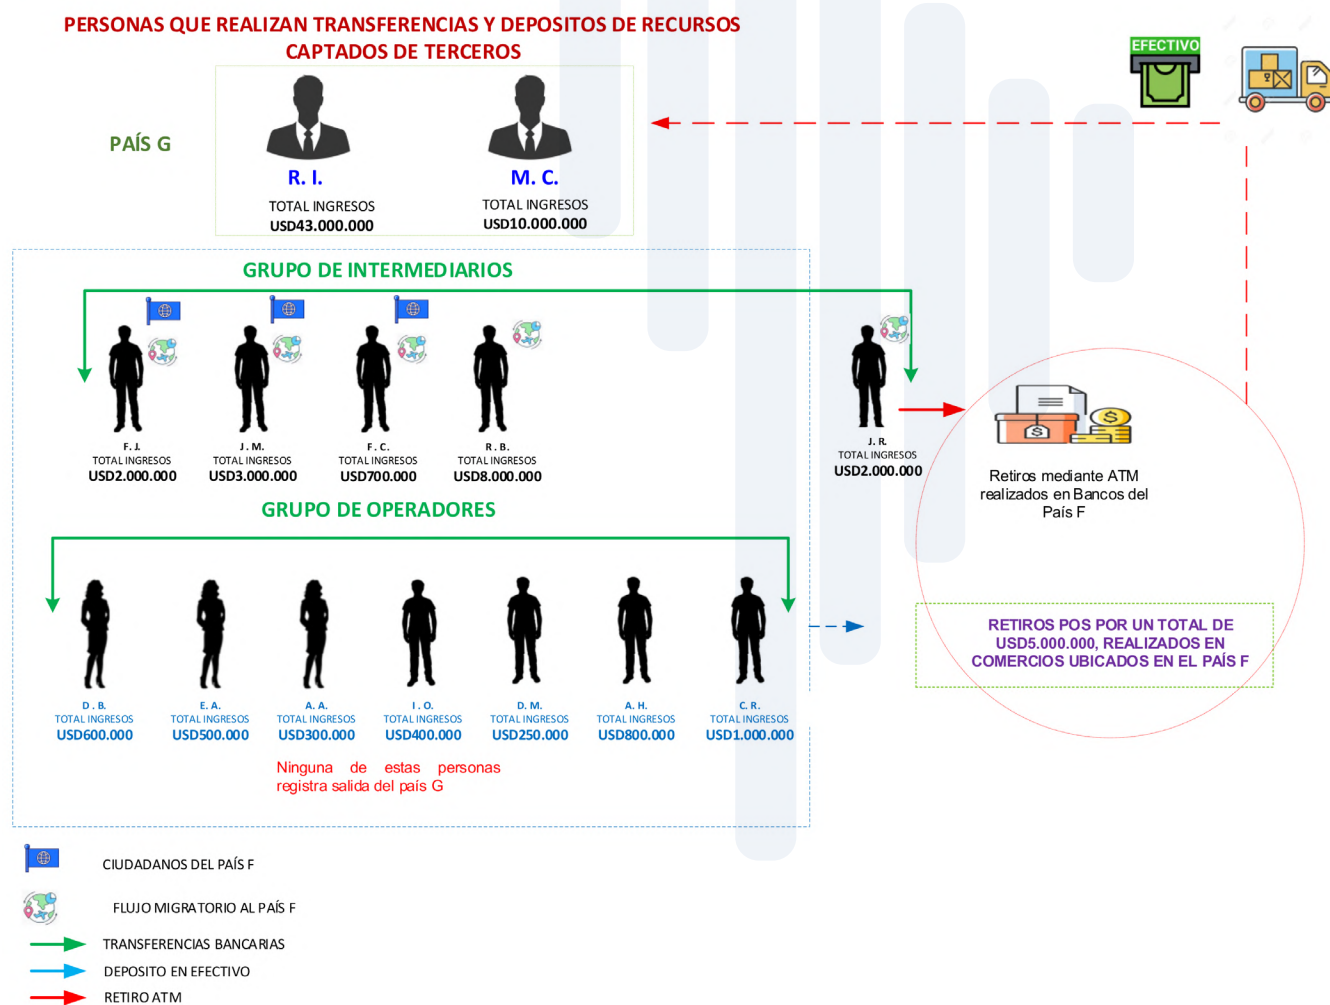 PERSONAS QUE REALIZAN TRANSFERENCIAS Y DEPOSITOS DE RECURSOS
CAPTADOS DE TERCEROS
EFECTIVO
PAÍS G
R. I.
TOTAL INGRESOS
USD43.000.000
M. C.
TOTAL INGRESOS
USD10.000.000
GRUPO DE INTERMEDIARIOS
F. J.
TOTAL INGRESOS
USD2.000.000
J. M.
TOTAL INGRESOS
USD3.000.000
F. C.
TOTAL INGRESOS
USD700.000
R. B.
TOTAL INGRESOS
USD8.000.000
J. R.
TOTAL INGRESOS
USD2.000.000
Retiros mediante ATM
realizados en Bancos del
País F
GRUPO DE OPERADORES
D. B.
TOTAL INGRESOS
USD600.000
E. A.
TOTAL INGRESOS
USD500.000
A. A.
TOTAL INGRESOS
USD300.000
I. O.
TOTAL INGRESOS
USD400.000
D. M.
TOTAL INGRESOS
USD250.000
A. H.
TOTAL INGRESOS
USD800.000
C. R.
TOTAL INGRESOS
USD1.000.000
RETIROS POS POR UN TOTAL DE
USD5.000.000, REALIZADOS EN
COMERCIOS UBICADOS EN EL PAÍS F
Ninguna de estas personas
registra salida del país G
CIUDADANOS DEL PAÍS F
FLUJO MIGRATORIO AL PAÍS F
TRANSFERENCIAS BANCARIAS
DEPOSITO EN EFECTIVO
RETIRO ATM